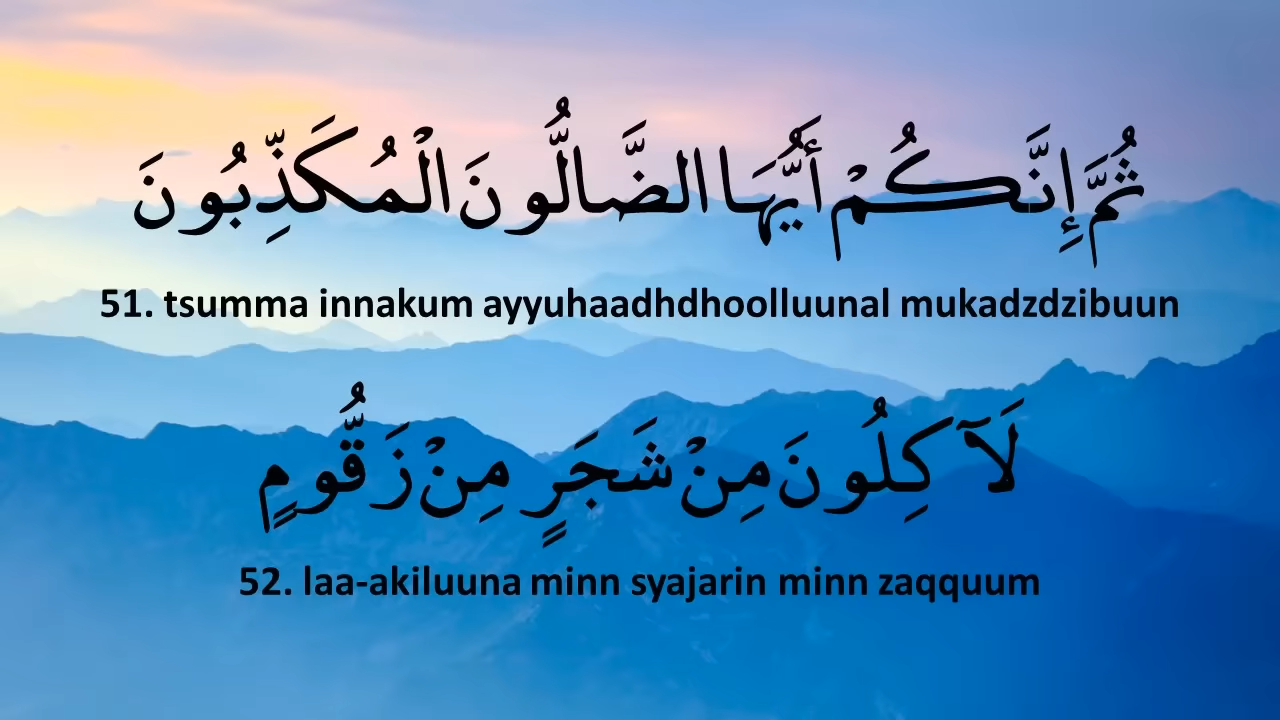 ثُمَّ إِنَّكُمْ أَيُّهَا الضَّالُّونَ الْمُكَذِّبُونَ
51. tsumma innakum ayyuhaadhdhoolluunal mukadzdzibuun
لَآكِلُونَ مِنْ شَجَرٍ مِنْ زَقُّومٍ
52. laa-akiluuna minn syajarin minn zaqquum